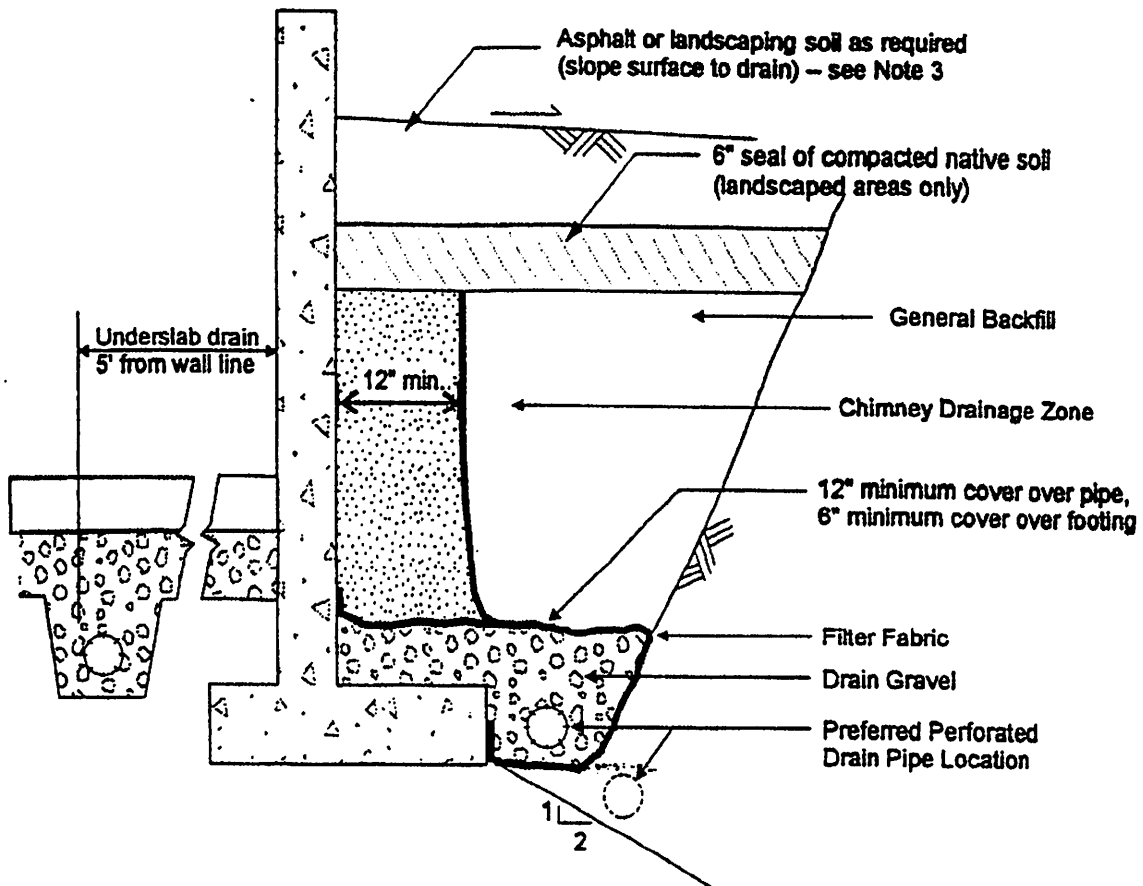 Asphalt or landscaping soil as required
(slope surface to drain) – see Note 3
6" seal of compacted native soil
(landscaped areas only)
General Backfill
Underslab drain
5' from wall line
12" min.
Chimney Drainage Zone
12" minimum cover over pipe,
6" minimum cover over footing
Filter Fabric
Drain Gravel
Preferred Perforated
Drain Pipe Location
1
2